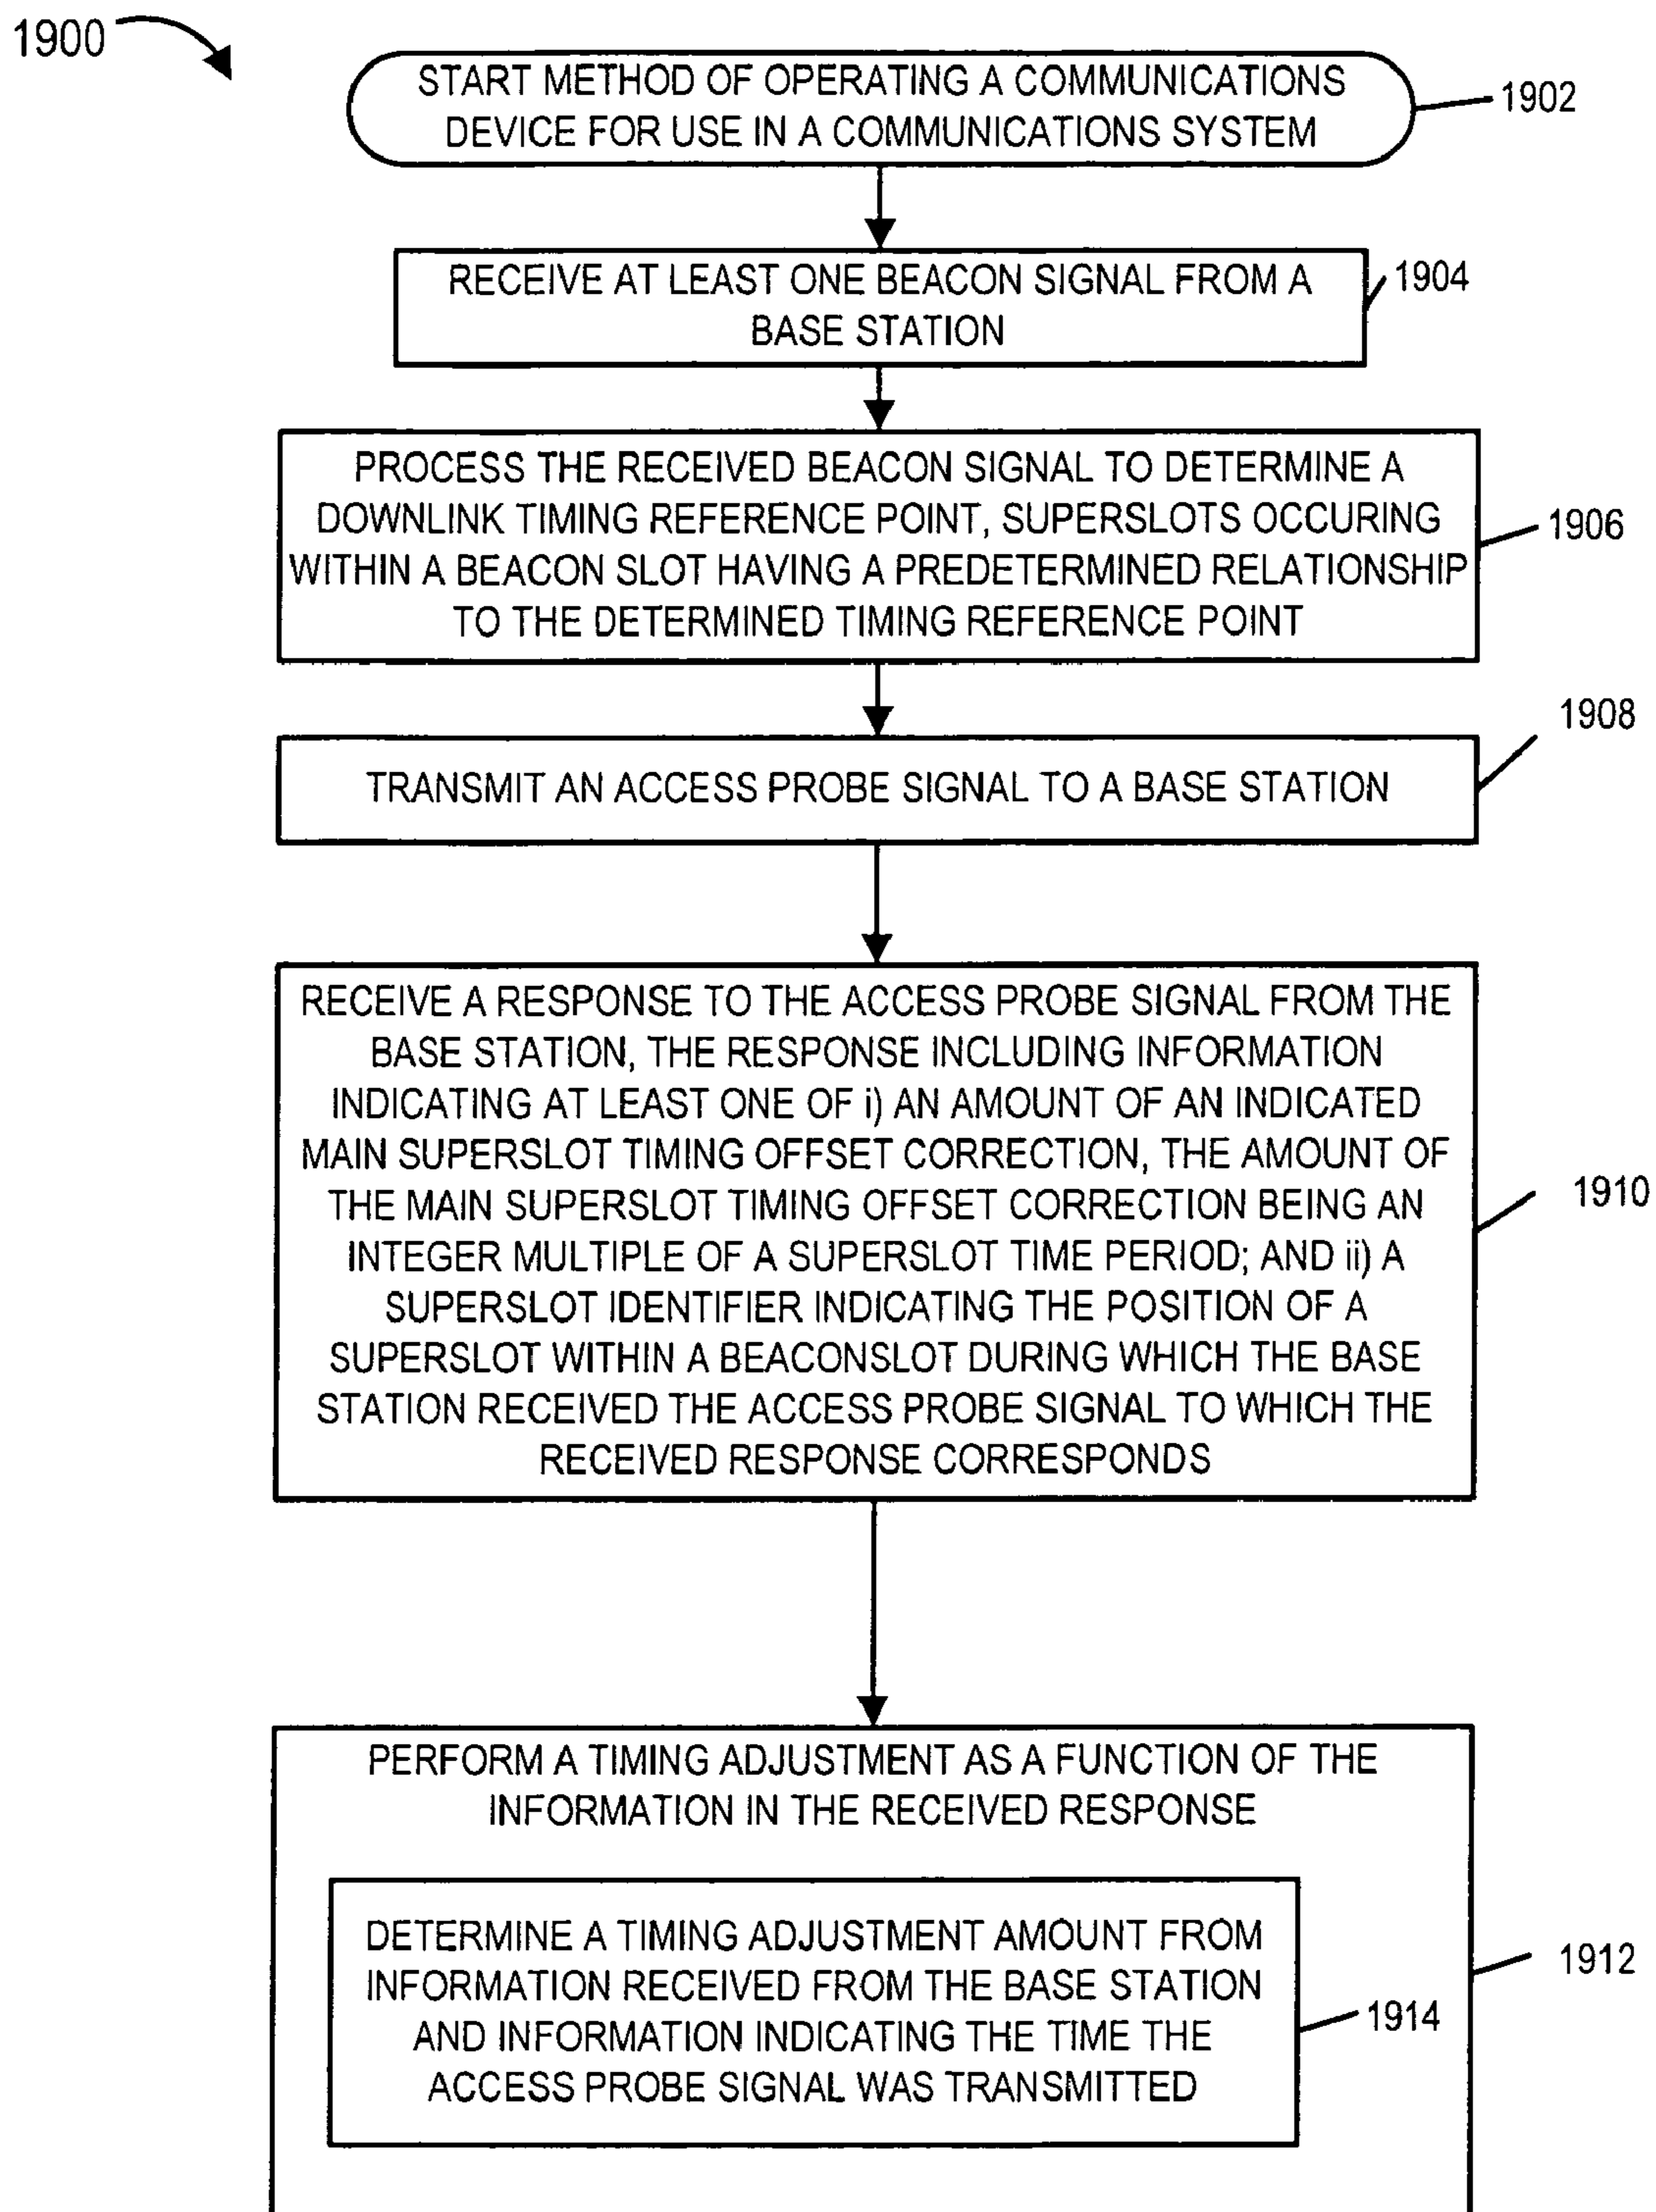 1900
START METHOD OF OPERATING A COMMUNICATIONS
DEVICE FOR USE IN A COMMUNICATIONS SYSTEM
1902
RECEIVE AT LEAST ONE BEACON SIGNAL FROM A
BASE STATION
1904
PROCESS THE RECEIVED BEACON SIGNAL TO DETERMINE A
DOWNLINK TIMING REFERENCE POINT, SUPERSLOTS OCCURING
WITHIN A BEACON SLOT HAVING A PREDETERMINED RELATIONSHIP
TO THE DETERMINED TIMING REFERENCE POINT
1906
TRANSMIT AN ACCESS PROBE SIGNAL TO A BASE STATION
1908
RECEIVE A RESPONSE TO THE ACCESS PROBE SIGNAL FROM THE
BASE STATION, THE RESPONSE INCLUDING INFORMATION
INDICATING AT LEAST ONE OF i) AN AMOUNT OF AN INDICATED
MAIN SUPERSLOT TIMING OFFSET CORRECTION, THE AMOUNT OF
THE MAIN SUPERSLOT TIMING OFFSET CORRECTION BEING AN
INTEGER MULTIPLE OF A SUPERSLOT TIME PERIOD; AND ii) A
SUPERSLOT IDENTIFIER INDICATING THE POSITION OF A
SUPERSLOT WITHIN A BEACONSLOT DURING WHICH THE BASE
STATION RECEIVED THE ACCESS PROBE SIGNAL TO WHICH THE
RECEIVED RESPONSE CORRESPONDS
1910
PERFORM A TIMING ADJUSTMENT AS A FUNCTION OF THE
INFORMATION IN THE RECEIVED RESPONSE
1912
DETERMINE A TIMING ADJUSTMENT AMOUNT FROM
INFORMATION RECEIVED FROM THE BASE STATION
AND INFORMATION INDICATING THE TIME THE
ACCESS PROBE SIGNAL WAS TRANSMITTED
1914